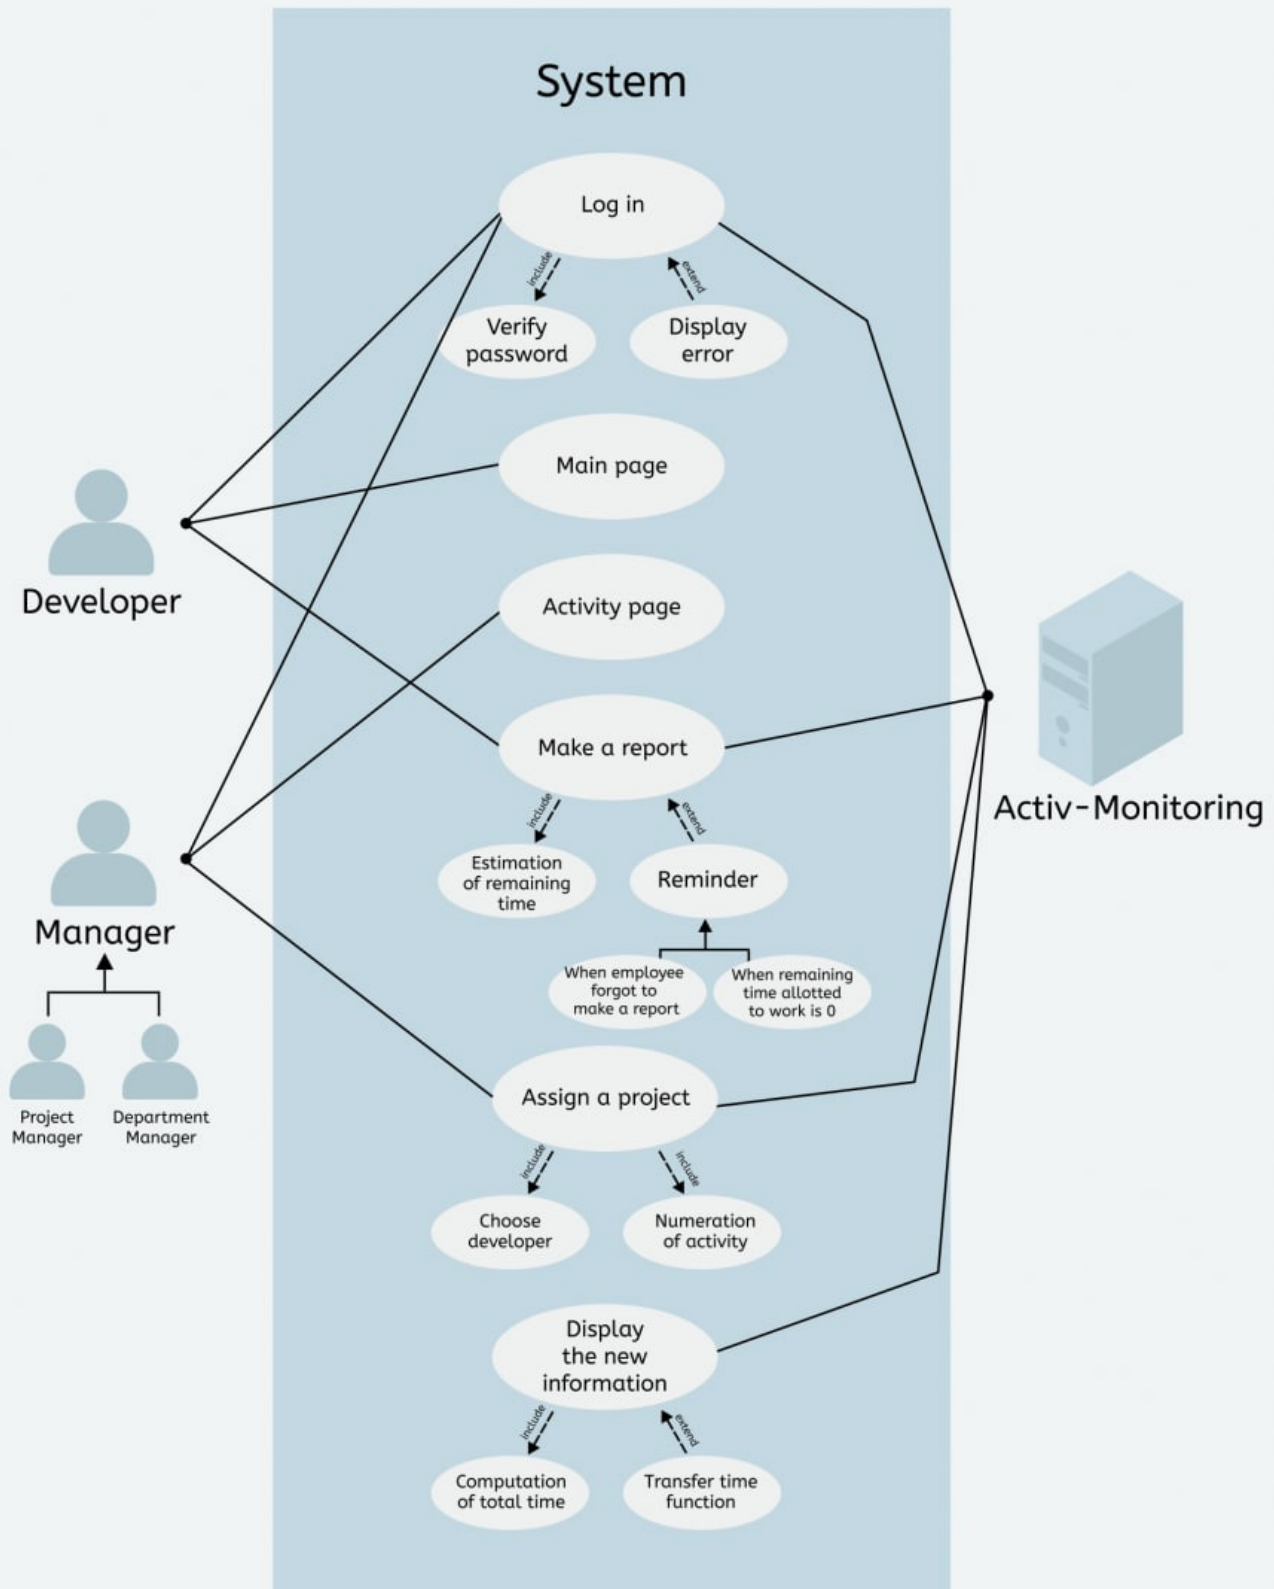 System
Log in
include
extend
Verify
password
Display
error
Main page
Developer
Activity page
Make a report
Activ-Monitoring
include
extend
Estimation
of remaining
time
Reminder
Manager
When employee
forgot to
make a report
When remaining
time allotted
to work is 0
Project
Manager
Department
Manager
Assign a project
include
include
Choose
developer
Numeration
of activity
Display
the new
information
include
extend
Computation
of total time
Transfer time
function